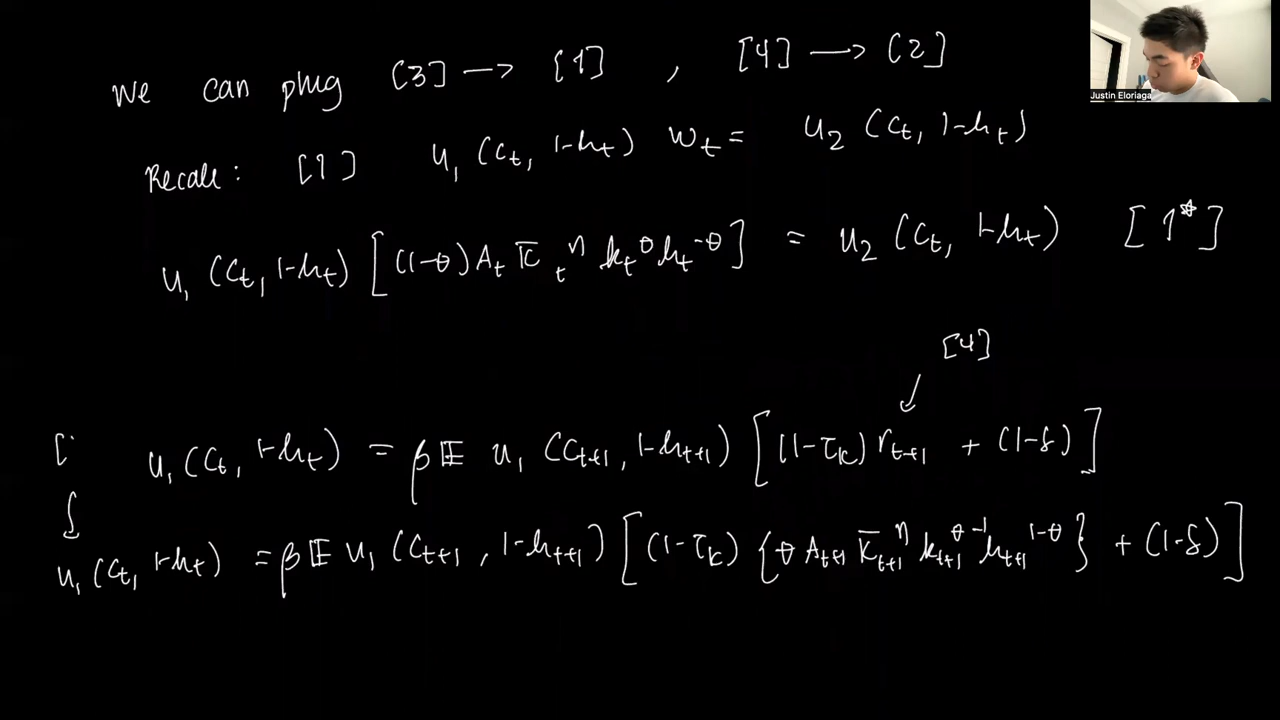 We can plug [3] → [1] , [4] → [2]
Justin Eloriaga
Recall: [1] u₁ (cₜ, 1-hₜ) wₜ = u₂ (cₜ, 1-hₜ)
u₁ (cₜ, 1-hₜ) [(1-θ) Aₜ k̄ₜ^η kₜ^θ hₜ^-θ] = u₂ (cₜ, 1-hₜ) [1*]
[4]
[ u₁ (cₜ, 1-hₜ) = β𝔼 u₁ (cₜ₊₁, 1-hₜ₊₁) [(1-τₖ) rₜ₊₁ + (1-δ)]
u₁ (cₜ, 1-hₜ) = β𝔼 u₁ (cₜ₊₁, 1-hₜ₊₁) [(1-τₖ) {θ Aₜ₊₁ k̄ₜ₊₁^η kₜ₊₁^θ-1 hₜ₊₁^1-θ} + (1-δ)]